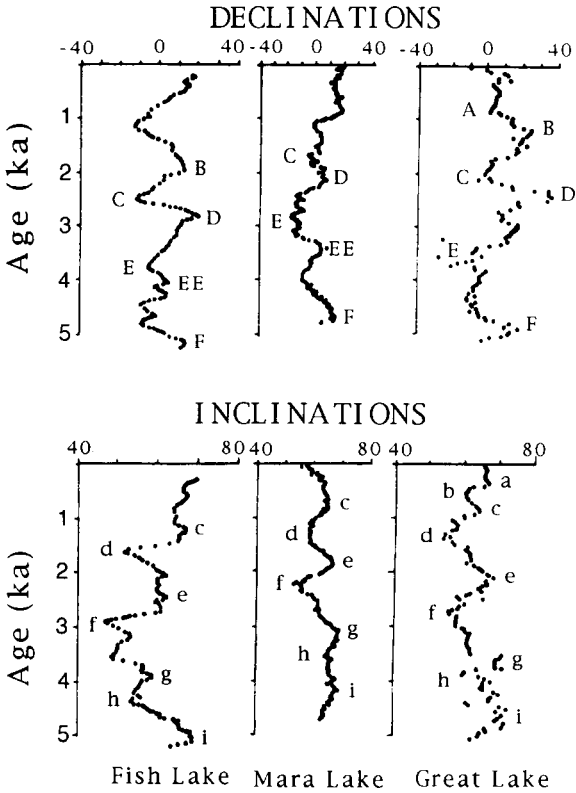 DECLINATIONS
-40 0 40 -40 0 40 -40 0 40
Age (ka)
1
2
3
4
5
B
C
D
E
EE
F
C
D
E
EE
F
A
B
C
D
E
F
INCLINATIONS
40 80 40 80 40 80
Age (ka)
1
2
3
4
5
c
d
e
f
g
h
i
c
d
e
f
g
h
i
a
b
c
d
e
f
g
h
i
Fish Lake Mara Lake Great Lake